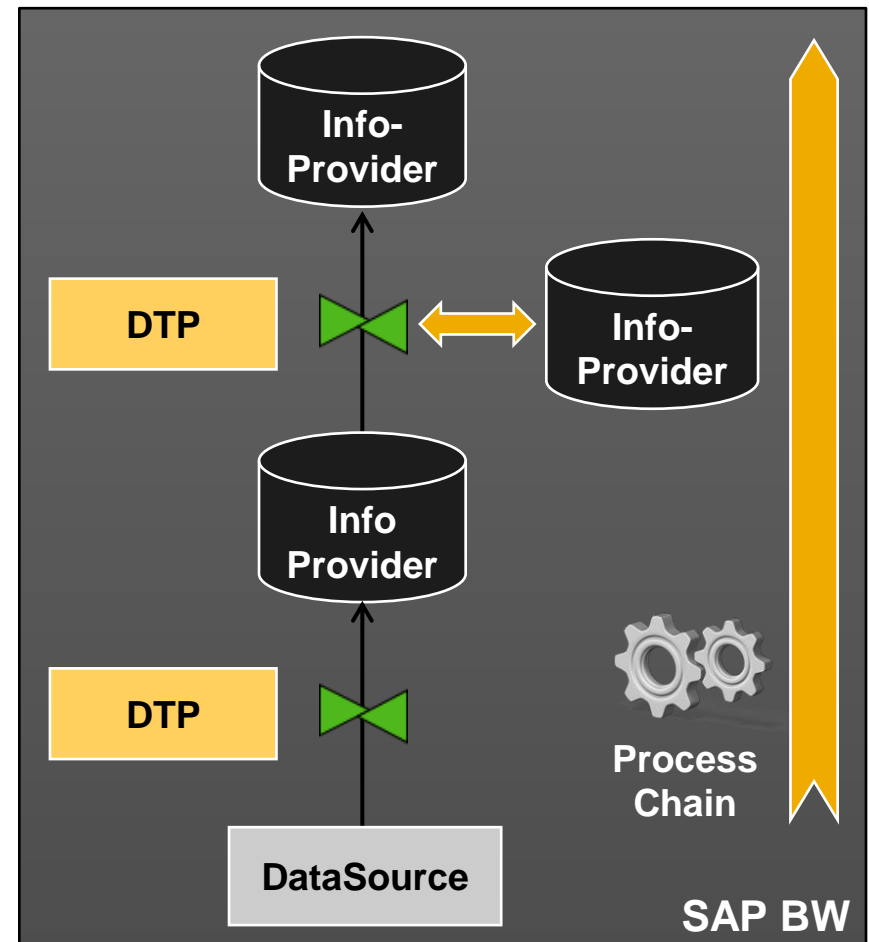 Info-
Provider
DTP
Info-
Provider
Info
Provider
DTP
Process
Chain
DataSource
SAP BW